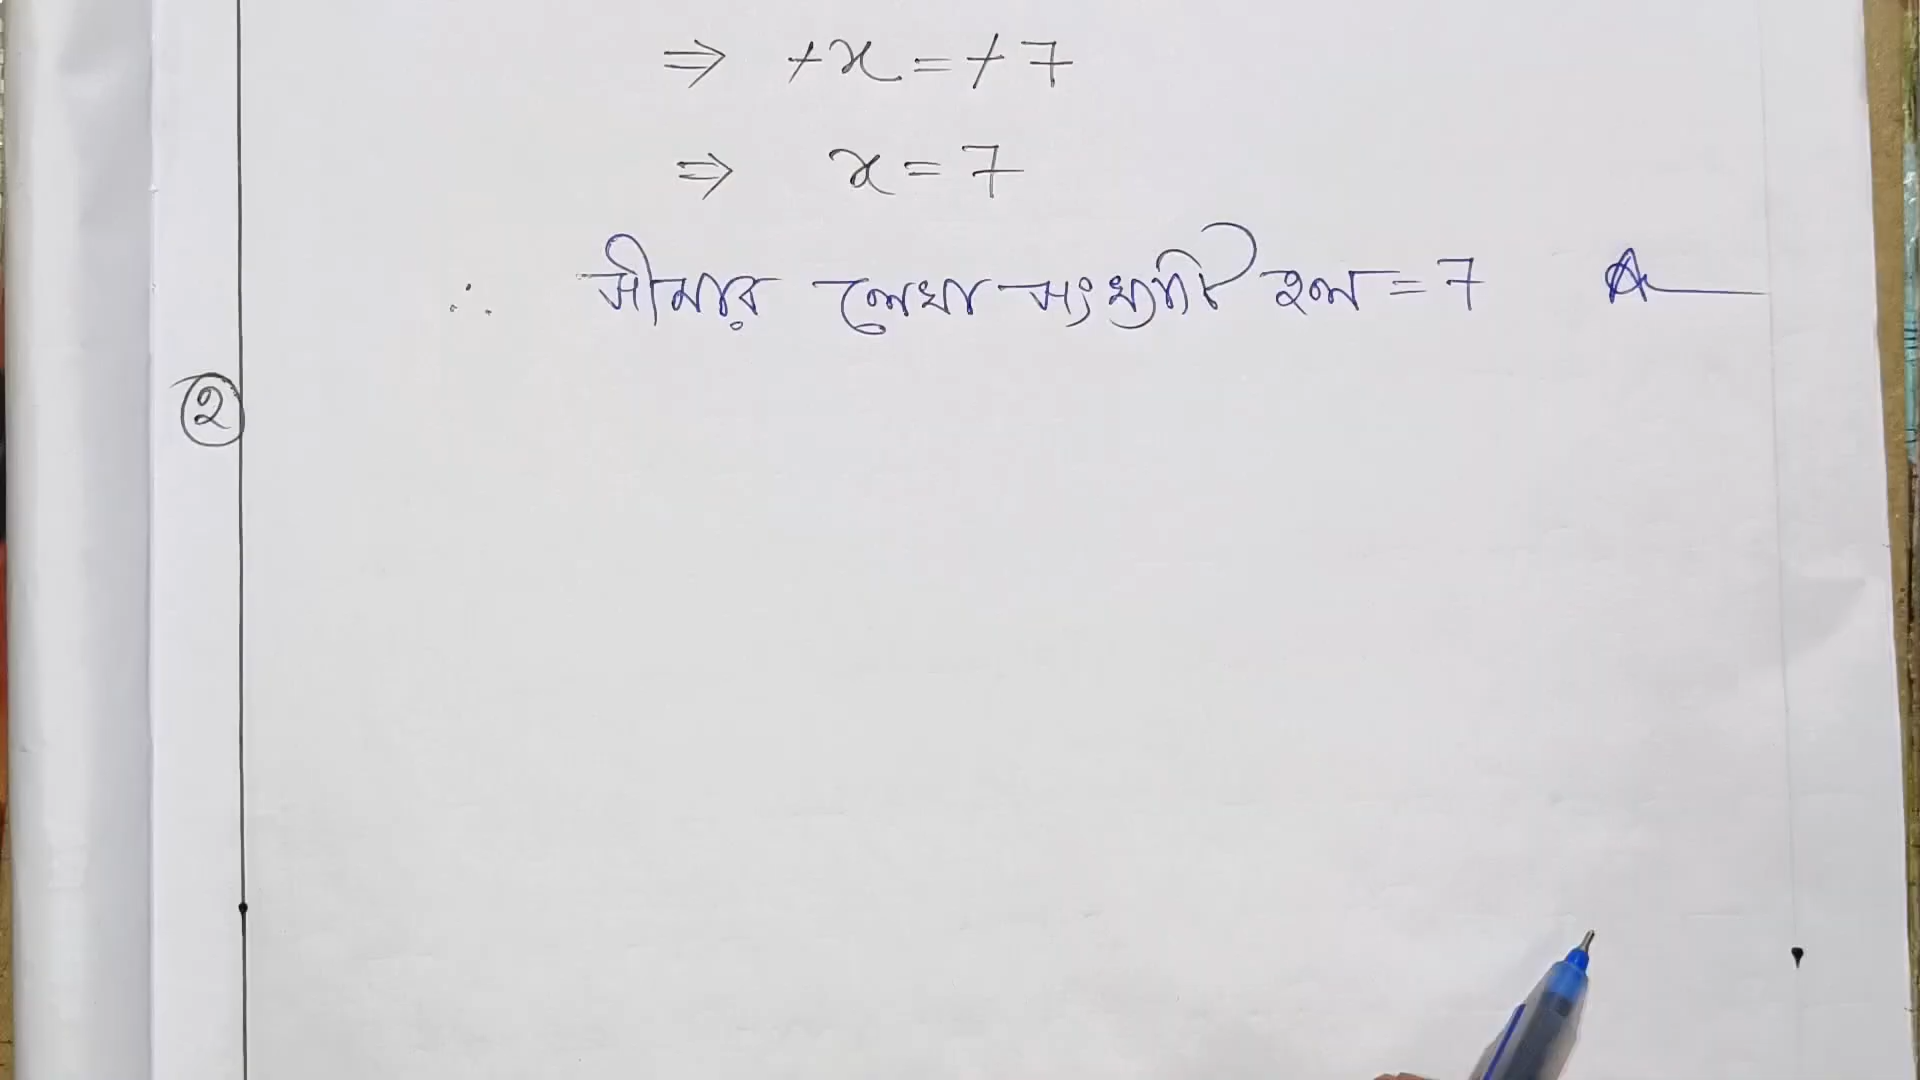 ⇒ +x = +7
⇒ x = 7
∴ সীমার লেখা সংখ্যাটি হল = 7
②